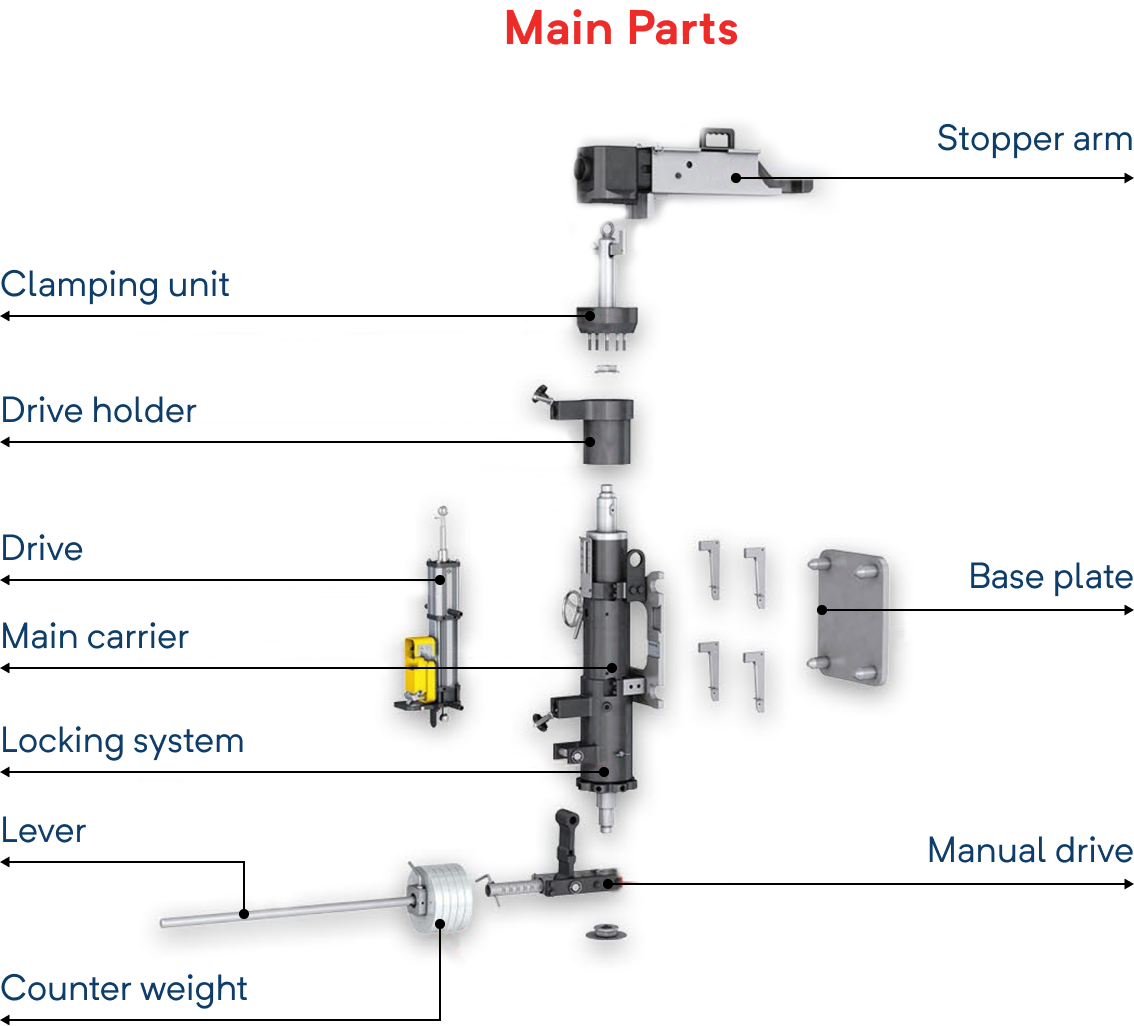 Main Parts
Stopper arm
Clamping unit
Drive holder
Drive
Base plate
Main carrier
Locking system
Lever
Manual drive
Counter weight